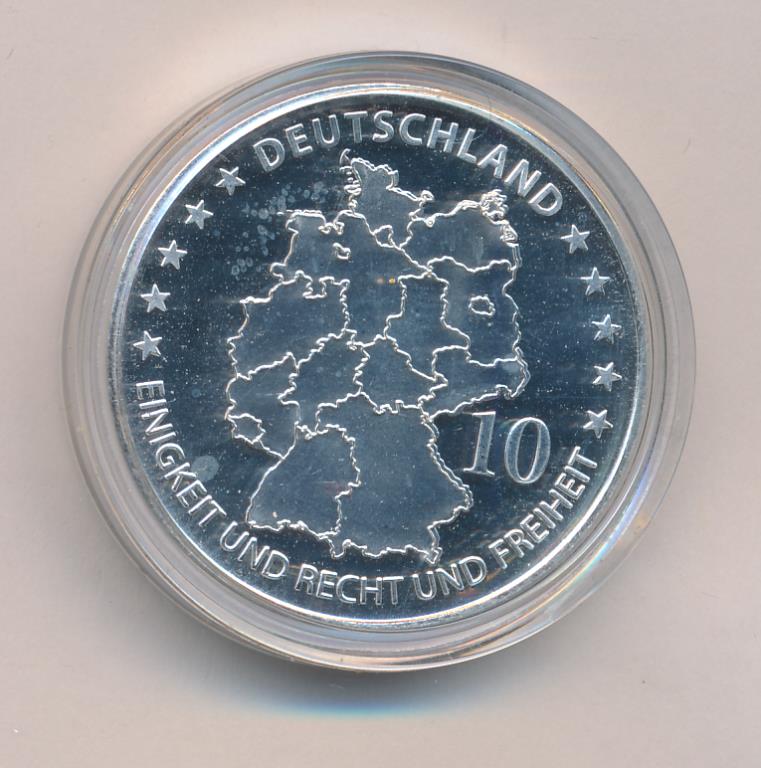 DEUTSCHLAND
10
EINIGKEIT UND RECHT UND FREIHEIT